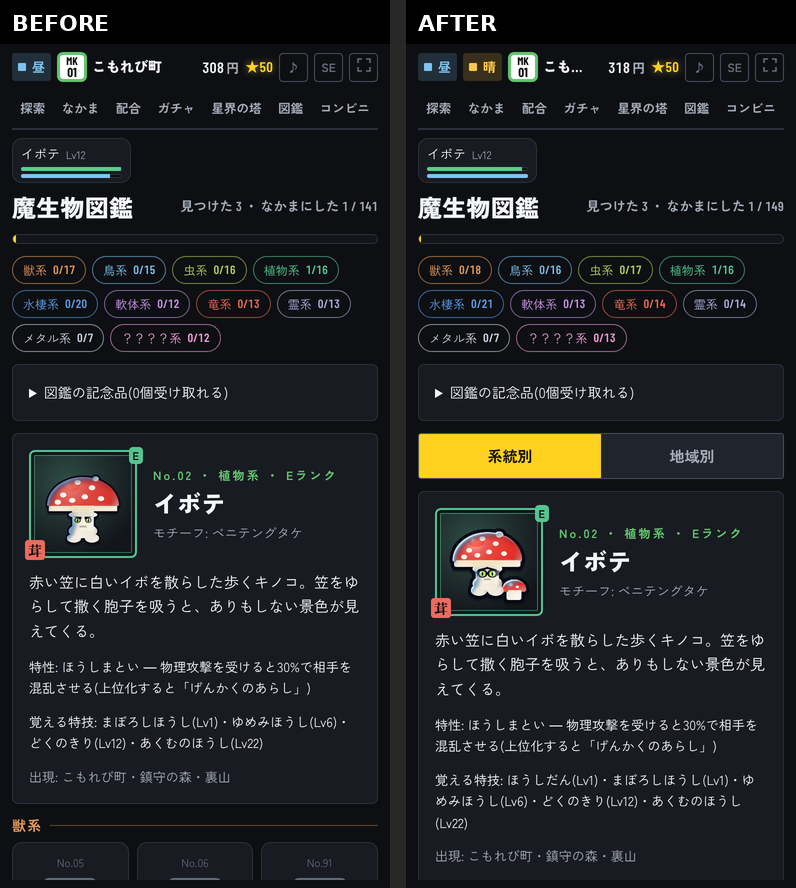 BEFORE
昼 MK 01 こもれび町 308円 ★50 ♪ SE
探索 なかま 配合 ガチャ 星界の塔 図鑑 コンビニ
イボテ Lv12
魔生物図鑑 見つけた 3 ・ なかまにした 1 / 141
獣系 0/17 鳥系 0/15 虫系 0/16 植物系 1/16
水棲系 0/20 軟体系 0/12 竜系 0/13 霊系 0/13
メタル系 0/7 ????系 0/12
▶ 図鑑の記念品(0個受け取れる)
E
No.02 ・ 植物系 ・ Eランク
イボテ
モチーフ: ベニテングタケ
茸
赤い笠に白いイボを散らした歩くキノコ。笠をゆ
らして撒く胞子を吸うと、ありもしない景色が見
えてくる。
特性: ほうしまとい — 物理攻撃を受けると30%で相手を
混乱させる(上位化すると「げんかくのあらし」)
覚える特技: まぼろしほうし(Lv1)・ゆめみほうし(Lv6)・
どくのきり(Lv12)・あくむのほうし(Lv22)
出現: こもれび町・鎮守の森・裏山
獣系
No.05 No.06 No.91
AFTER
昼 晴 MK 01 こも... 318円 ★50 ♪ SE
探索 なかま 配合 ガチャ 星界の塔 図鑑 コンビニ
イボテ Lv12
魔生物図鑑 見つけた 3 ・ なかまにした 1 / 149
獣系 0/18 鳥系 0/16 虫系 0/17 植物系 1/16
水棲系 0/21 軟体系 0/13 竜系 0/14 霊系 0/14
メタル系 0/7 ????系 0/13
▶ 図鑑の記念品(0個受け取れる)
系統別 地域別
E
No.02 ・ 植物系 ・ Eランク
イボテ
モチーフ: ベニテングタケ
茸
赤い笠に白いイボを散らした歩くキノコ。笠をゆ
らして撒く胞子を吸うと、ありもしない景色が見
えてくる。
特性: ほうしまとい — 物理攻撃を受けると30%で相手を
混乱させる(上位化すると「げんかくのあらし」)
覚える特技: ほうしだん(Lv1)・まぼろしほうし(Lv1)・ゆ
めみほうし(Lv6)・どくのきり(Lv12)・あくむのほうし
(Lv22)
出現: こもれび町・鎮守の森・裏山